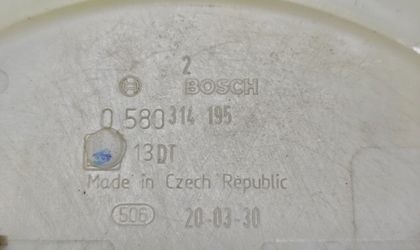 2
BOSCH
0 580 314 195
13DT
Made in Czech Republic
506 20-03-30